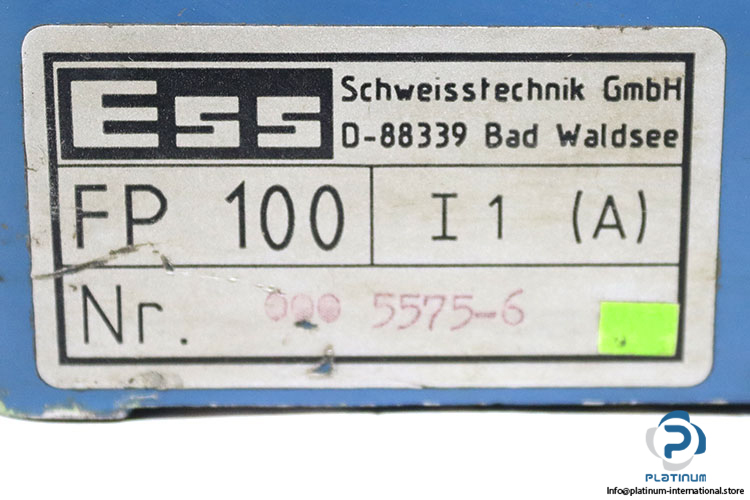 Ess
Schweisstechnik GmbH
D-88339 Bad Waldsee
FP 100
I 1 (A)
Nr. 000 5575-6
PLATINUM
Info@platinum-international.store